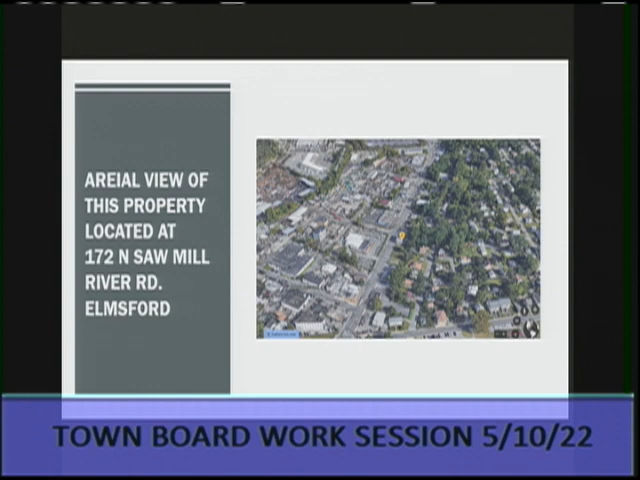 AREIAL VIEW OF
THIS PROPERTY
LOCATED AT
172 N SAW MILL
RIVER RD.
ELMSFORD
TOWN BOARD WORK SESSION 5/10/22